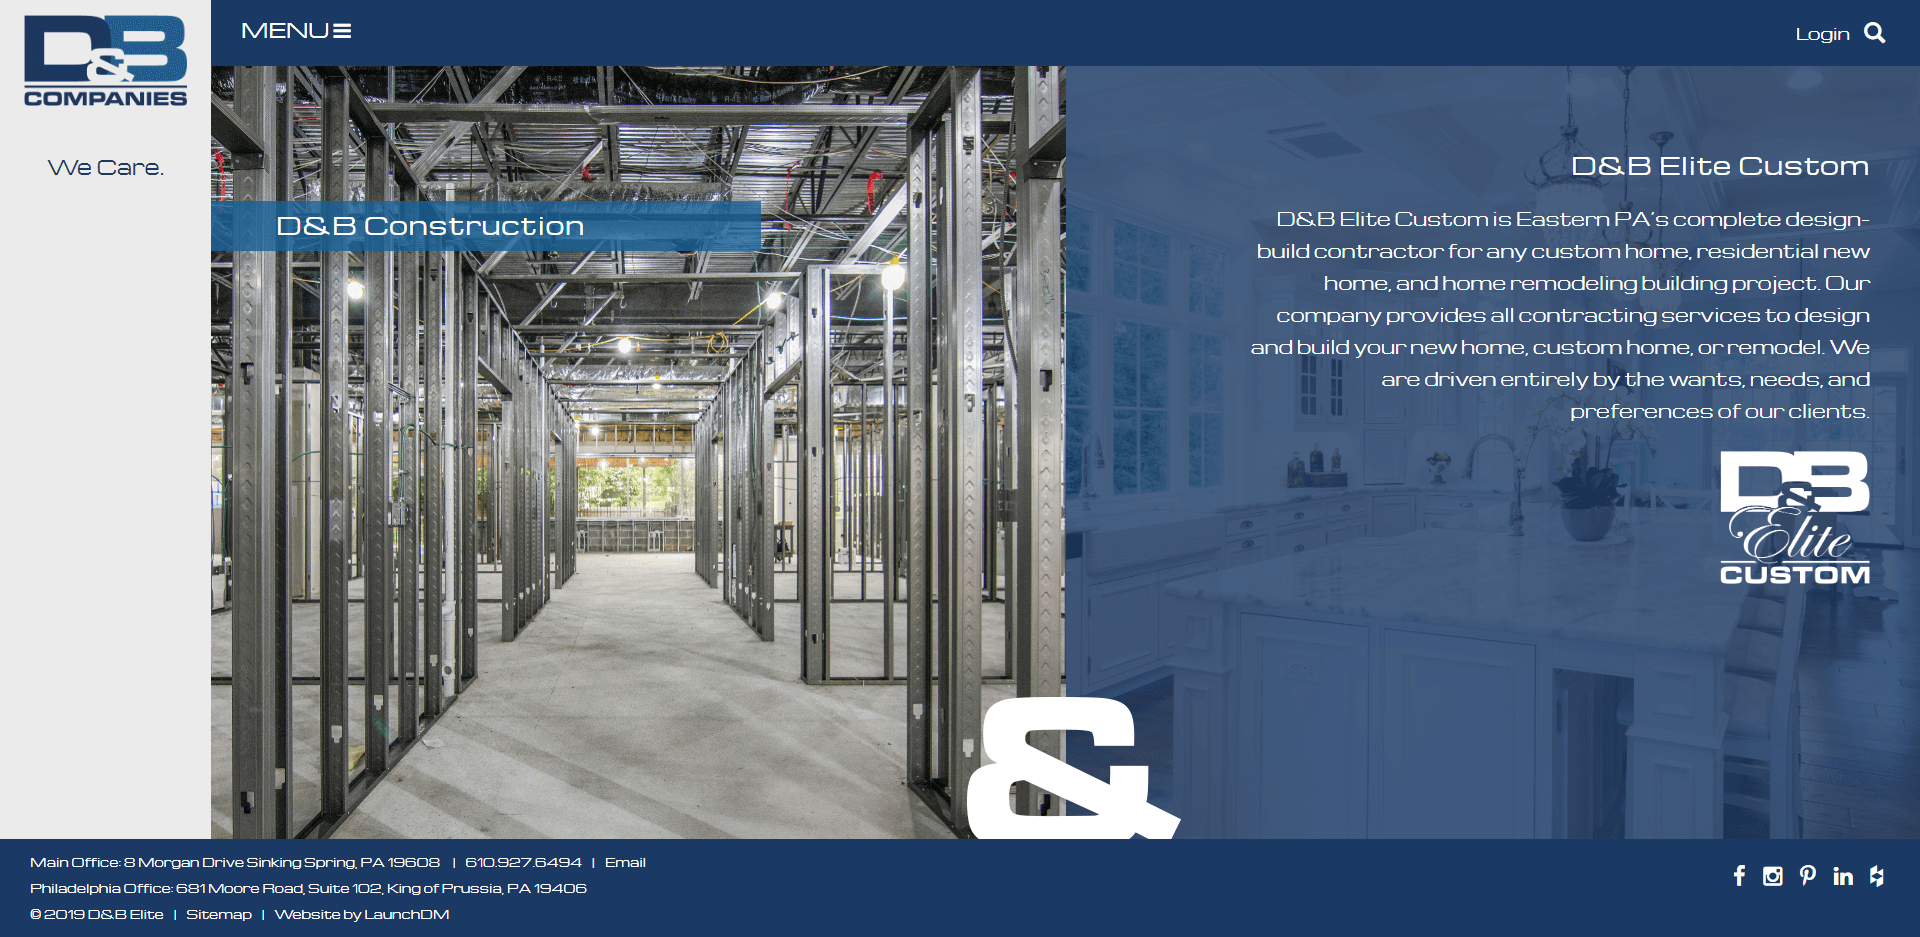 D&B
COMPANIES
We Care.
MENU
Login
D&B Construction
D&B Elite Custom
D&B Elite Custom is Eastern PA's complete design-
build contractor for any custom home, residential new
home, and home remodeling building project. Our
company provides all contracting services to design
and build your new home, custom home, or remodel. We
are driven entirely by the wants, needs, and
preferences of our clients.
D&B
Elite
CUSTOM
&
Main Office: 8 Morgan Drive Sinking Spring, PA 19608 | 610.927.6494 | Email
Philadelphia Office: 681 Moore Road, Suite 102, King of Prussia, PA 19406
© 2019 D&B Elite | Sitemap | Website by LaunchDM